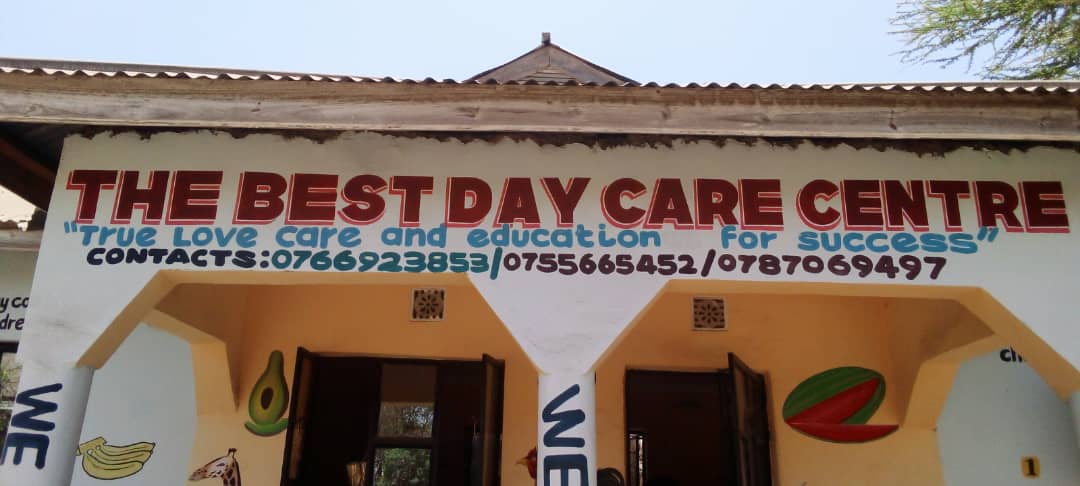 THE BEST DAY CARE CENTRE
"True Love care and education for success"
CONTACTS:0766923853/0755665452/0787069497
WE
WE
1